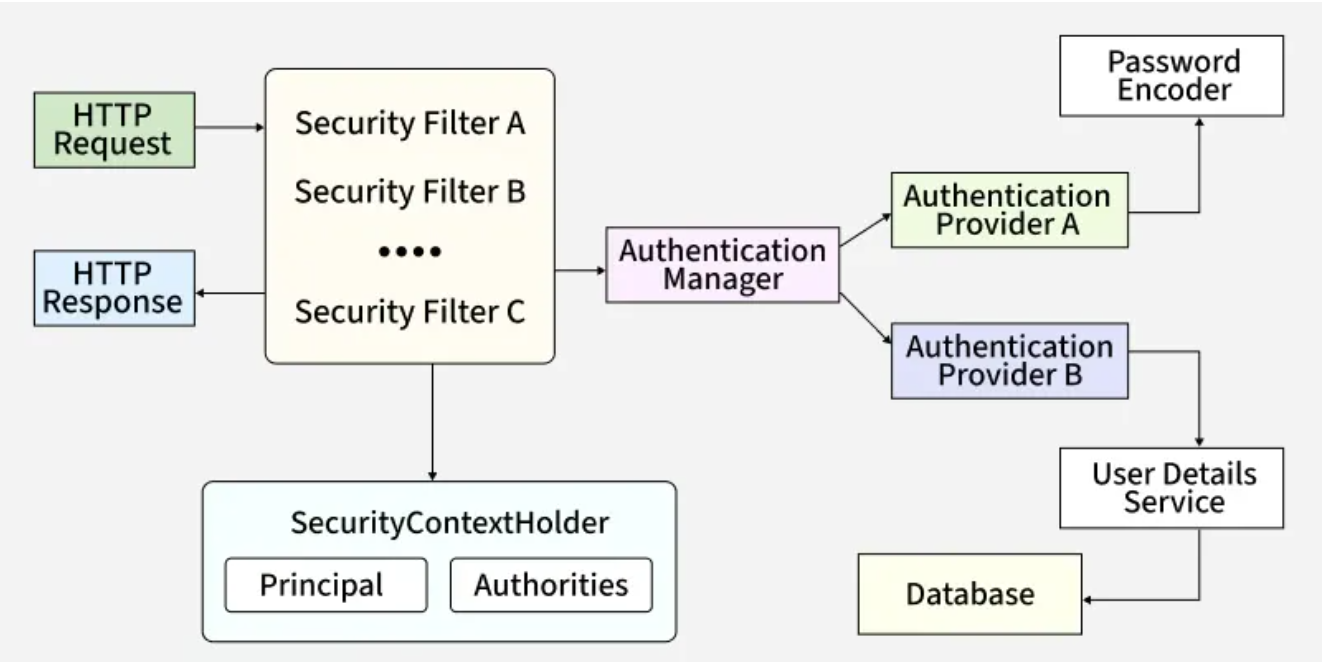 HTTP
Request
HTTP
Response
Security Filter A
Security Filter B
••••
Security Filter C
Authentication
Manager
Authentication
Provider A
Authentication
Provider B
Password
Encoder
User Details
Service
Database
SecurityContextHolder
Principal
Authorities